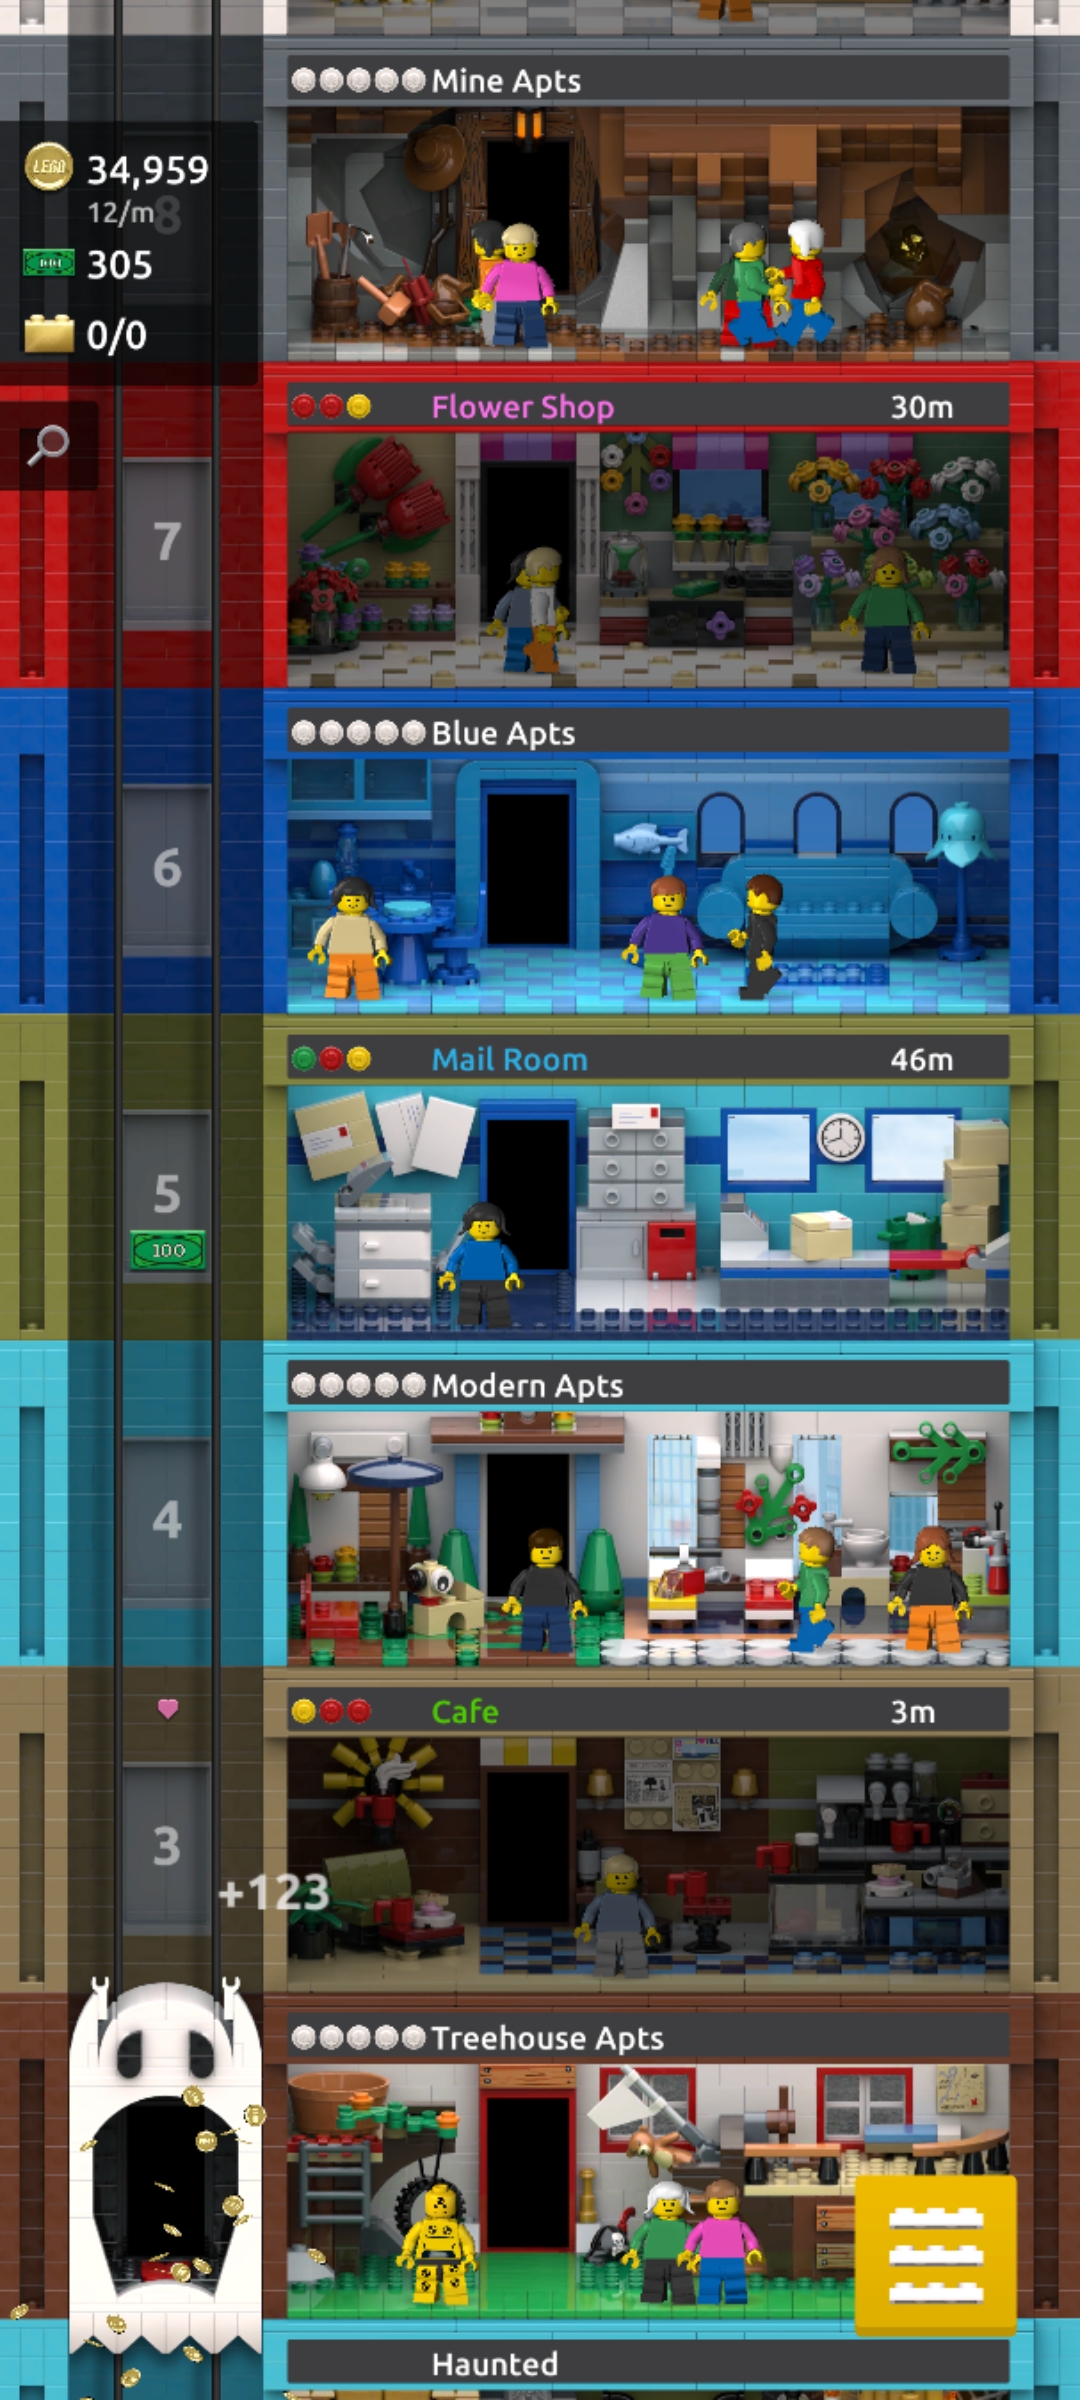 Mine Apts
LEGO 34,959
12/m
8
305
0/0
Flower Shop 30m
7
Blue Apts
6
Mail Room 46m
5
100
Modern Apts
4
Cafe 3m
3
+123
Treehouse Apts
Haunted